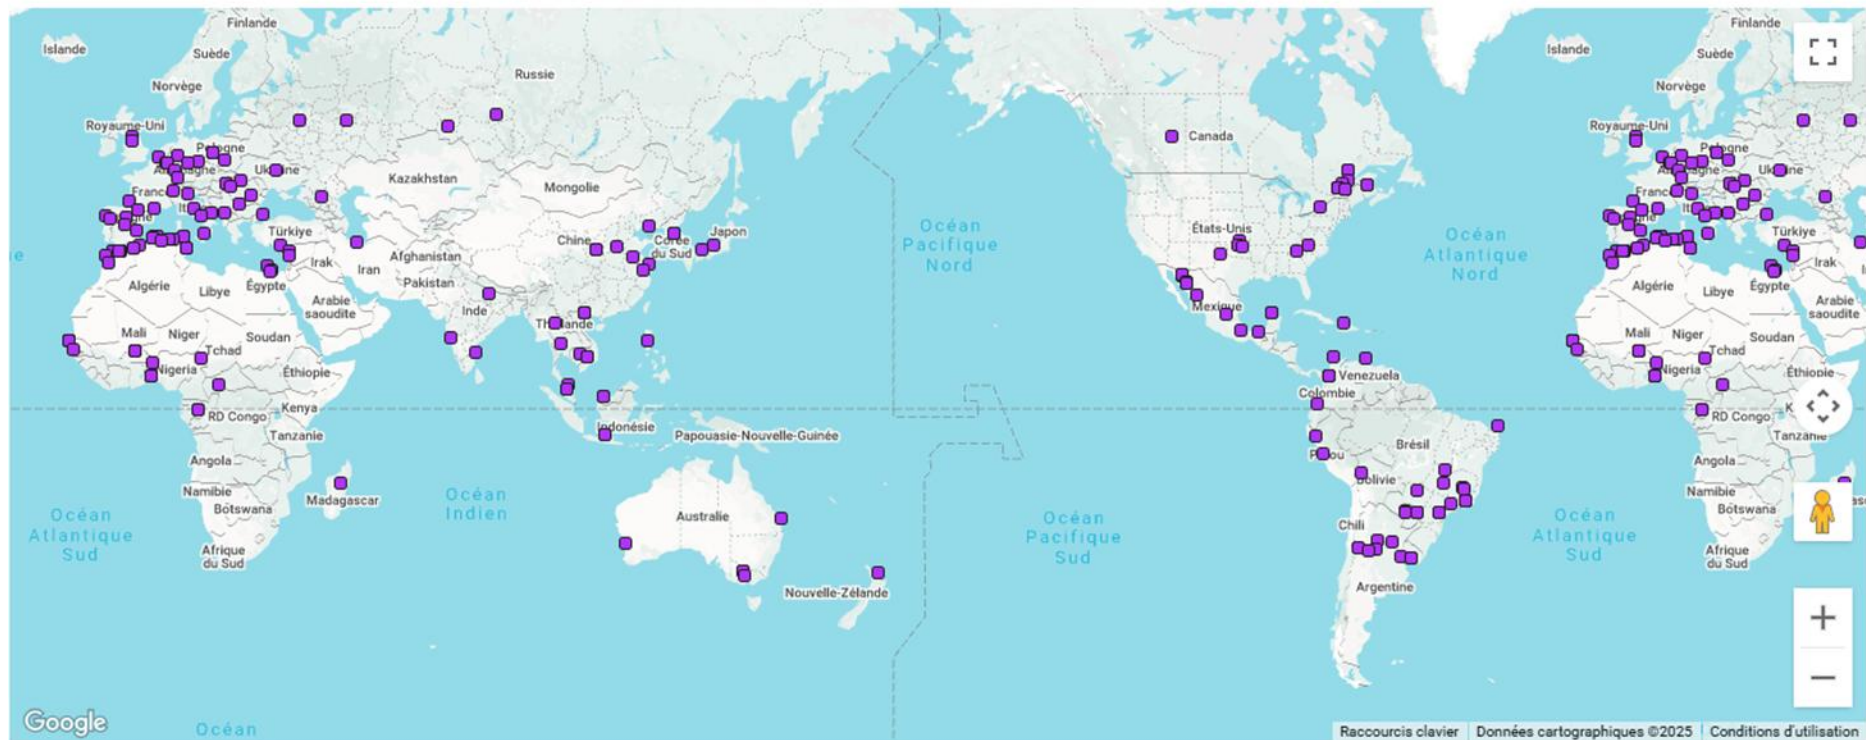 Finlande
Islande
Suède
Norvège
Russie
Royaume-Uni
Pologne
Ukraine
France
Kazakhstan
Mongolie
Türkiye
Chine
Corée
du Sud
Japon
Irak
Iran
Afghanistan
Pakistan
Algérie
Libye
Égypte
Arabie
saoudite
Inde
Thaïlande
Mali
Niger
Soudan
Tchad
Nigeria
Éthiopie
RD Congo
Kenya
Tanzanie
Indonésie
Papouasie-Nouvelle-Guinée
Angola
Namibie
Botswana
Madagascar
Afrique
du Sud
Océan
Atlantique
Sud
Océan
Indien
Australie
Nouvelle-Zélande
Océan
Océan
Pacifique
Nord
Océan
Pacifique
Sud
Canada
États-Unis
Mexique
Venezuela
Colombie
Brésil
Bolivie
Chili
Argentine
Océan
Atlantique
Nord
Océan
Atlantique
Sud
Finlande
Islande
Suède
Norvège
Royaume-Uni
Pologne
Ukraine
France
Türkiye
Irak
Algérie
Libye
Égypte
Arabie
saoudite
Mali
Niger
Soudan
Tchad
Nigeria
Éthiopie
RD Congo
Tanzanie
Angola
Namibie
Botswana
Afrique
du Sud
Google
Raccourcis clavier
Données cartographiques ©2025
Conditions d'utilisation